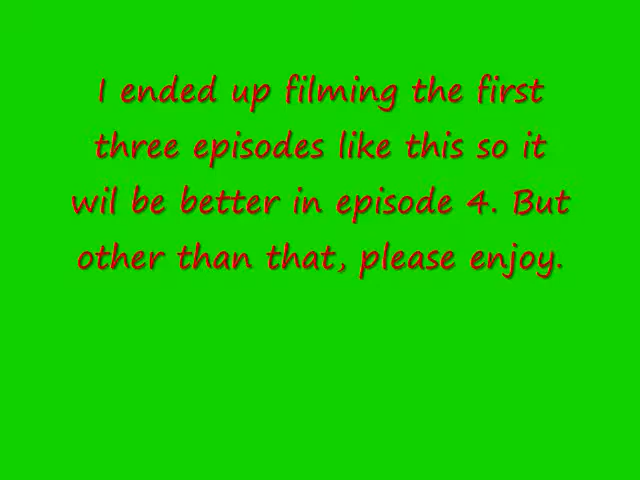 I ended up filming the first
three episodes like this so it
wil be better in episode 4. But
other than that, please enjoy.